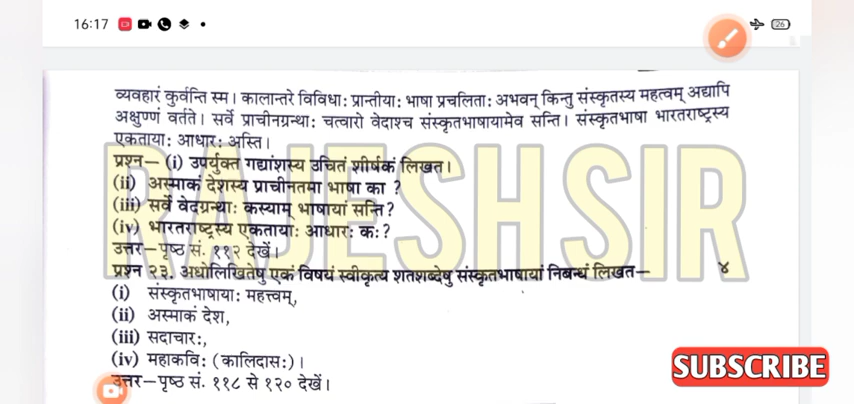 16:17
26
व्यवहारं कुर्वन्ति स्म। कालान्तरे विविधाः प्रान्तीयाः भाषा प्रचलिताः अभवन् किन्तु संस्कृतस्य महत्वम् अद्यापि
अक्षुण्णं वर्तते। सर्वे प्राचीनग्रन्थाः चत्वारो वेदाश्च संस्कृतभाषायामेव सन्ति। संस्कृतभाषा भारतराष्ट्रस्य
एकतायाः आधारः अस्ति।
प्रश्न– (i) उपर्युक्त गद्यांशस्य उचितं शीर्षकं लिखत।
(ii) अस्माकं देशस्य प्राचीनतमा भाषा का ?
(iii) सर्वे वेदग्रन्थाः कस्याम् भाषायां सन्ति?
(iv) भारतराष्ट्रस्य एकतायाः आधारः कः?
उत्तर–पृष्ठ सं. ११२ देखें।
प्रश्न २३. अधोलिखितेषु एकं विषयं स्वीकृत्य शतशब्देषु संस्कृतभाषायां निबन्धं लिखत– ४
(i) संस्कृतभाषायाः महत्त्वम्,
(ii) अस्माकं देश,
(iii) सदाचारः,
(iv) महाकविः (कालिदासः)।
उत्तर–पृष्ठ सं. ११८ से १२० देखें।
RAJESH SIR
SUBSCRIBE